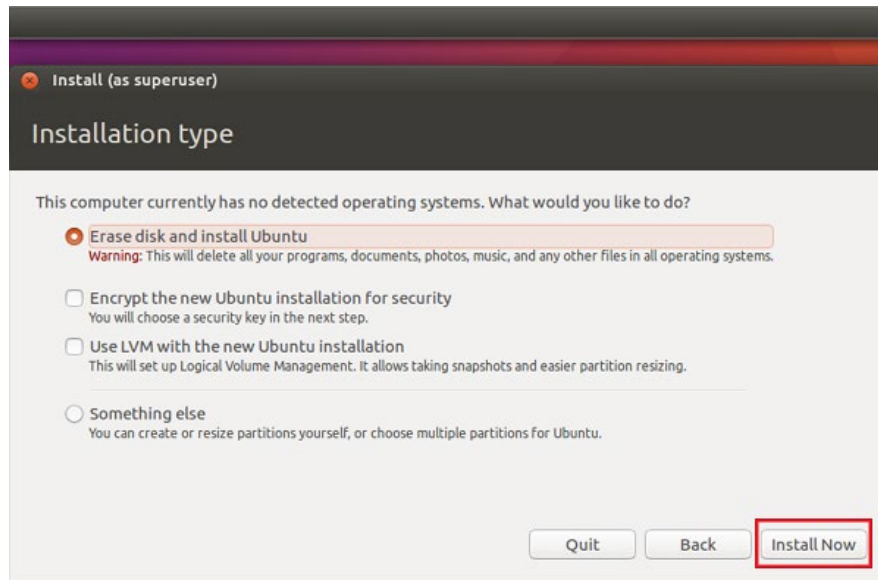 Install (as superuser)
Installation type
This computer currently has no detected operating systems. What would you like to do?
Erase disk and install Ubuntu
Warning: This will delete all your programs, documents, photos, music, and any other files in all operating systems.
Encrypt the new Ubuntu installation for security
You will choose a security key in the next step.
Use LVM with the new Ubuntu installation
This will set up Logical Volume Management. It allows taking snapshots and easier partition resizing.
Something else
You can create or resize partitions yourself, or choose multiple partitions for Ubuntu.
Quit Back Install Now